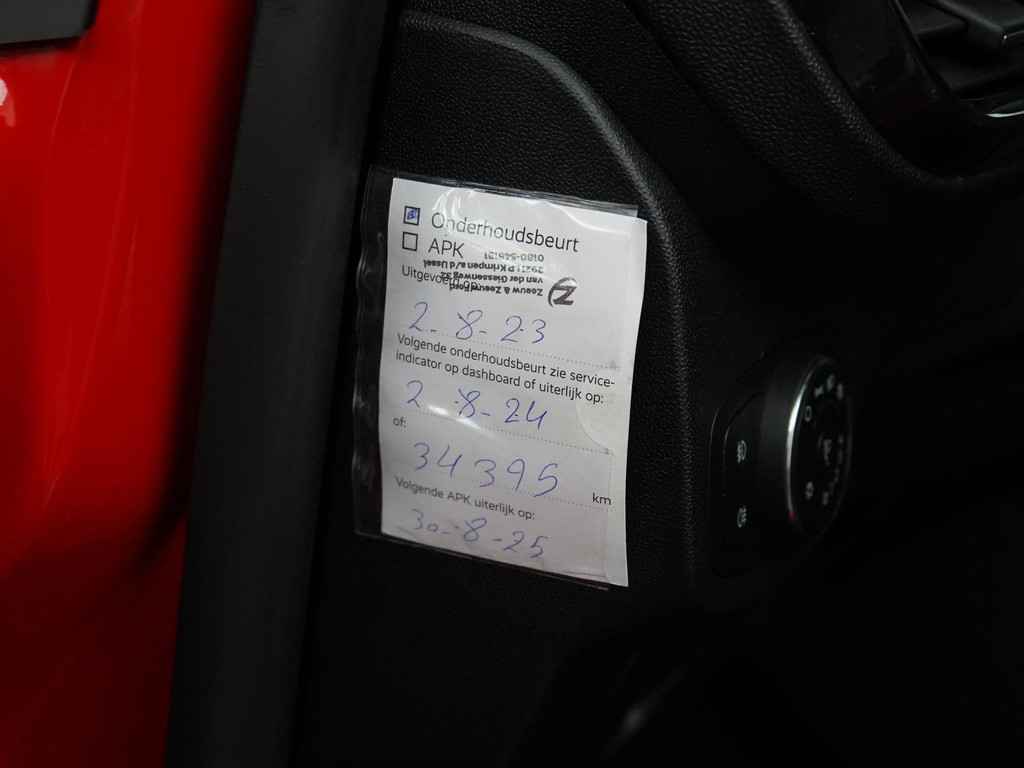 Onderhoudsbeurt
APK
Uitgevoerd op:
Zeeuw & Zeeuw Ford
van der Giessenweg 32
2921 LP Krimpen a/d IJssel
0180-
2-8-23
Volgende onderhoudsbeurt zie service-
indicator op dashboard of uiterlijk op:
2-8-24
of:
34395 km
Volgende APK uiterlijk op:
30-8-25